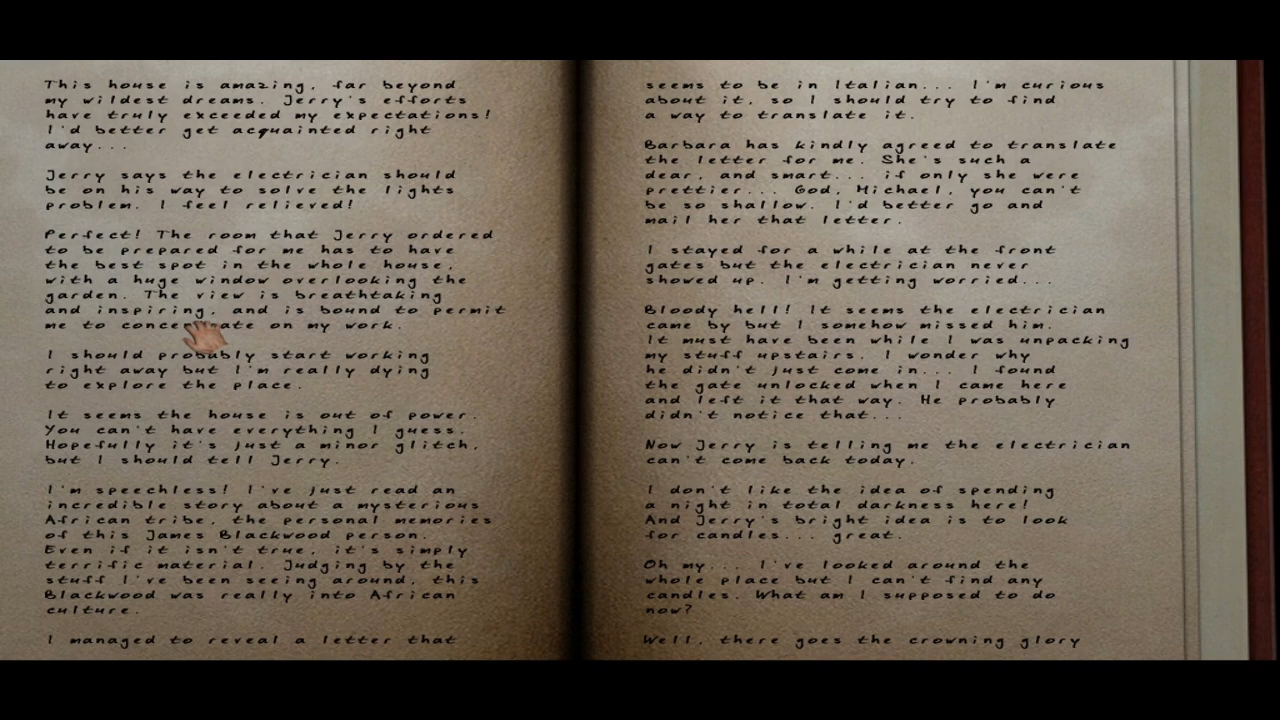 This house is amazing, far beyond
my wildest dreams. Jerry's efforts
have truly exceeded my expectations!
I'd better get acquainted right
away...
Jerry says the electrician should
be on his way to solve the lights
problem. I feel relieved!
Perfect! The room that Jerry ordered
to be prepared for me has to have
the best spot in the whole house,
with a huge window overlooking the
garden. The view is breathtaking
and inspiring, and is bound to permit
me to concentrate on my work.
I should probably start working
right away but I'm really dying
to explore the place.
It seems the house is out of power.
You can't have everything I guess.
Hopefully it's just a minor glitch,
but I should tell Jerry.
I'm speechless! I've just read an
incredible story about a mysterious
African tribe, the personal memories
of this James Blackwood person.
Even if it isn't true, it's simply
terrific material. Judging by the
stuff I've been seeing around, this
Blackwood was really into African
culture.
I managed to reveal a letter that
seems to be in Italian... I'm curious
about it, so I should try to find
a way to translate it.
Barbara has kindly agreed to translate
the letter for me. She's such a
dear, and smart... if only she were
prettier... God, Michael, you can't
be so shallow. I'd better go and
mail her that letter.
I stayed for a while at the front
gates but the electrician never
showed up. I'm getting worried...
Bloody hell! It seems the electrician
came by but I somehow missed him.
It must have been while I was unpacking
my stuff upstairs. I wonder why
he didn't just come in... I found
the gate unlocked when I came here
and left it that way. He probably
didn't notice that...
Now Jerry is telling me the electrician
can't come back today.
I don't like the idea of spending
a night in total darkness here!
And Jerry's bright idea is to look
for candles... great.
Oh my... I've looked around the
whole place but I can't find any
candles. What am I supposed to do
now?
Well, there goes the crowning glory